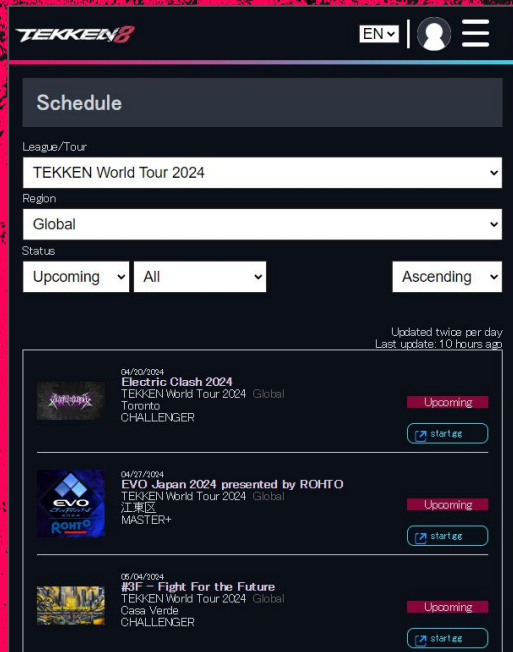 TEKKEN8
EN
Schedule
League/Tour
TEKKEN World Tour 2024
Region
Global
Status
Upcoming All Ascending
Updated twice per day
Last update: 10 hours ago
04/20/2024
Electric Clash 2024
TEKKEN World Tour 2024 Global
Toronto
CHALLENGER
Upcoming
start.gg
04/27/2024
EVO Japan 2024 presented by ROHTO
TEKKEN World Tour 2024 Global
江東区
MASTER+
EVO
ROHTO
Upcoming
start.gg
05/04/2024
#3F - Fight For the Future
TEKKEN World Tour 2024 Global
Casa Verde
CHALLENGER
Upcoming
start.gg